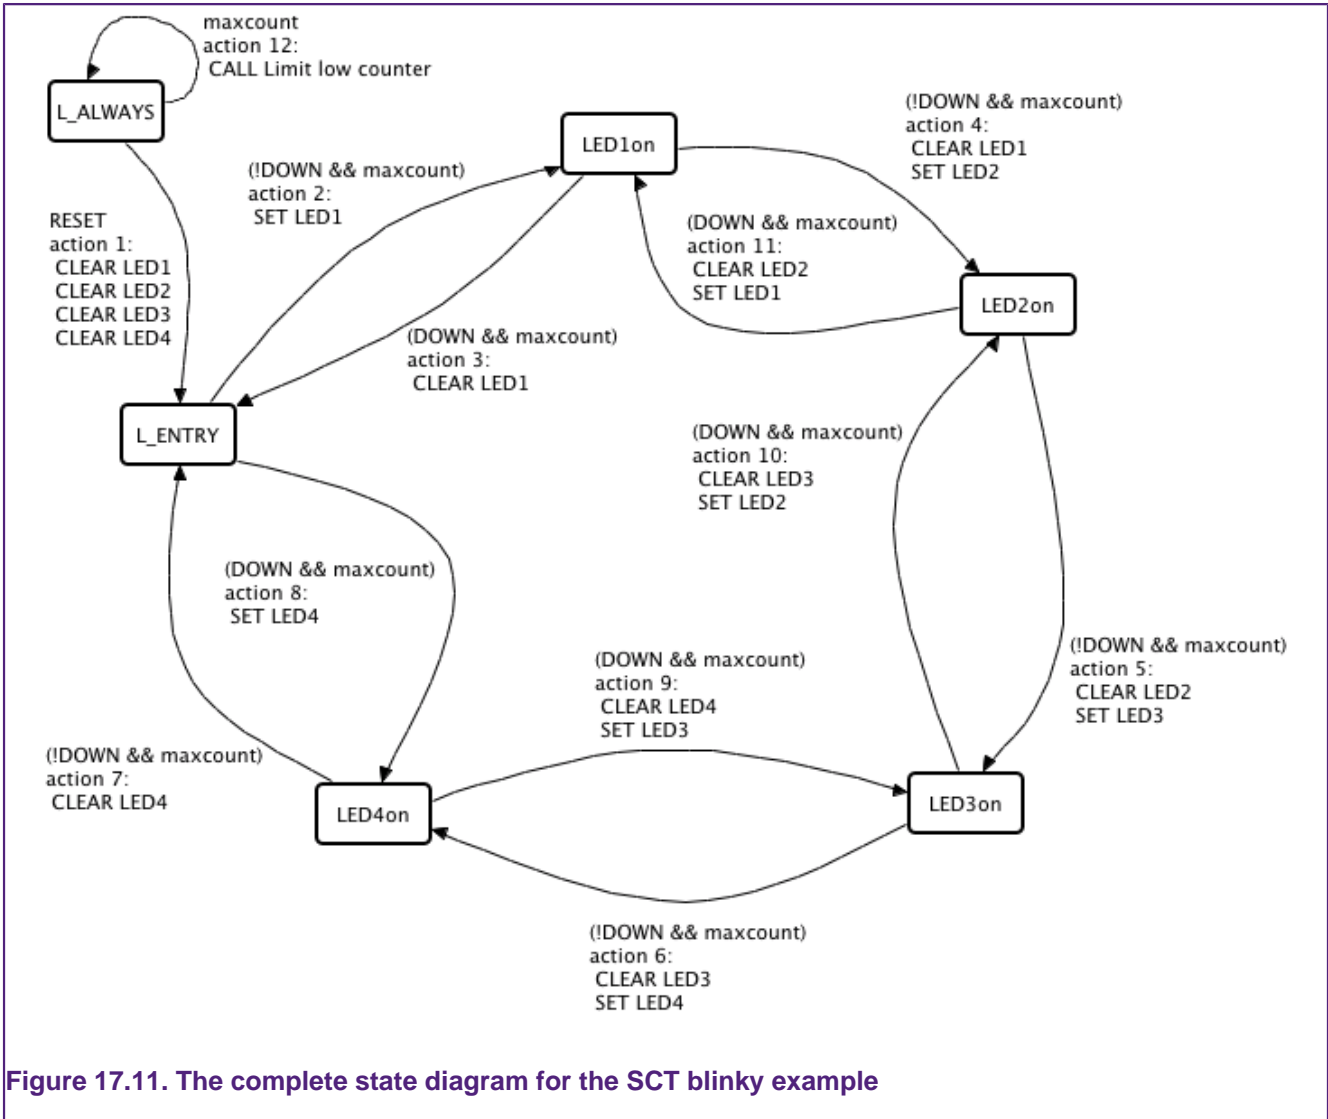 maxcount
action 12:
CALL Limit low counter
L_ALWAYS
RESET
action 1:
CLEAR LED1
CLEAR LED2
CLEAR LED3
CLEAR LED4
(!DOWN && maxcount)
action 2:
SET LED1
LED1on
(!DOWN && maxcount)
action 4:
CLEAR LED1
SET LED2
(DOWN && maxcount)
action 11:
CLEAR LED2
SET LED1
LED2on
(DOWN && maxcount)
action 3:
CLEAR LED1
L_ENTRY
(DOWN && maxcount)
action 10:
CLEAR LED3
SET LED2
(DOWN && maxcount)
action 8:
SET LED4
(DOWN && maxcount)
action 9:
CLEAR LED4
SET LED3
(!DOWN && maxcount)
action 5:
CLEAR LED2
SET LED3
(!DOWN && maxcount)
action 7:
CLEAR LED4
LED4on
LED3on
(!DOWN && maxcount)
action 6:
CLEAR LED3
SET LED4
Figure 17.11. The complete state diagram for the SCT blinky example